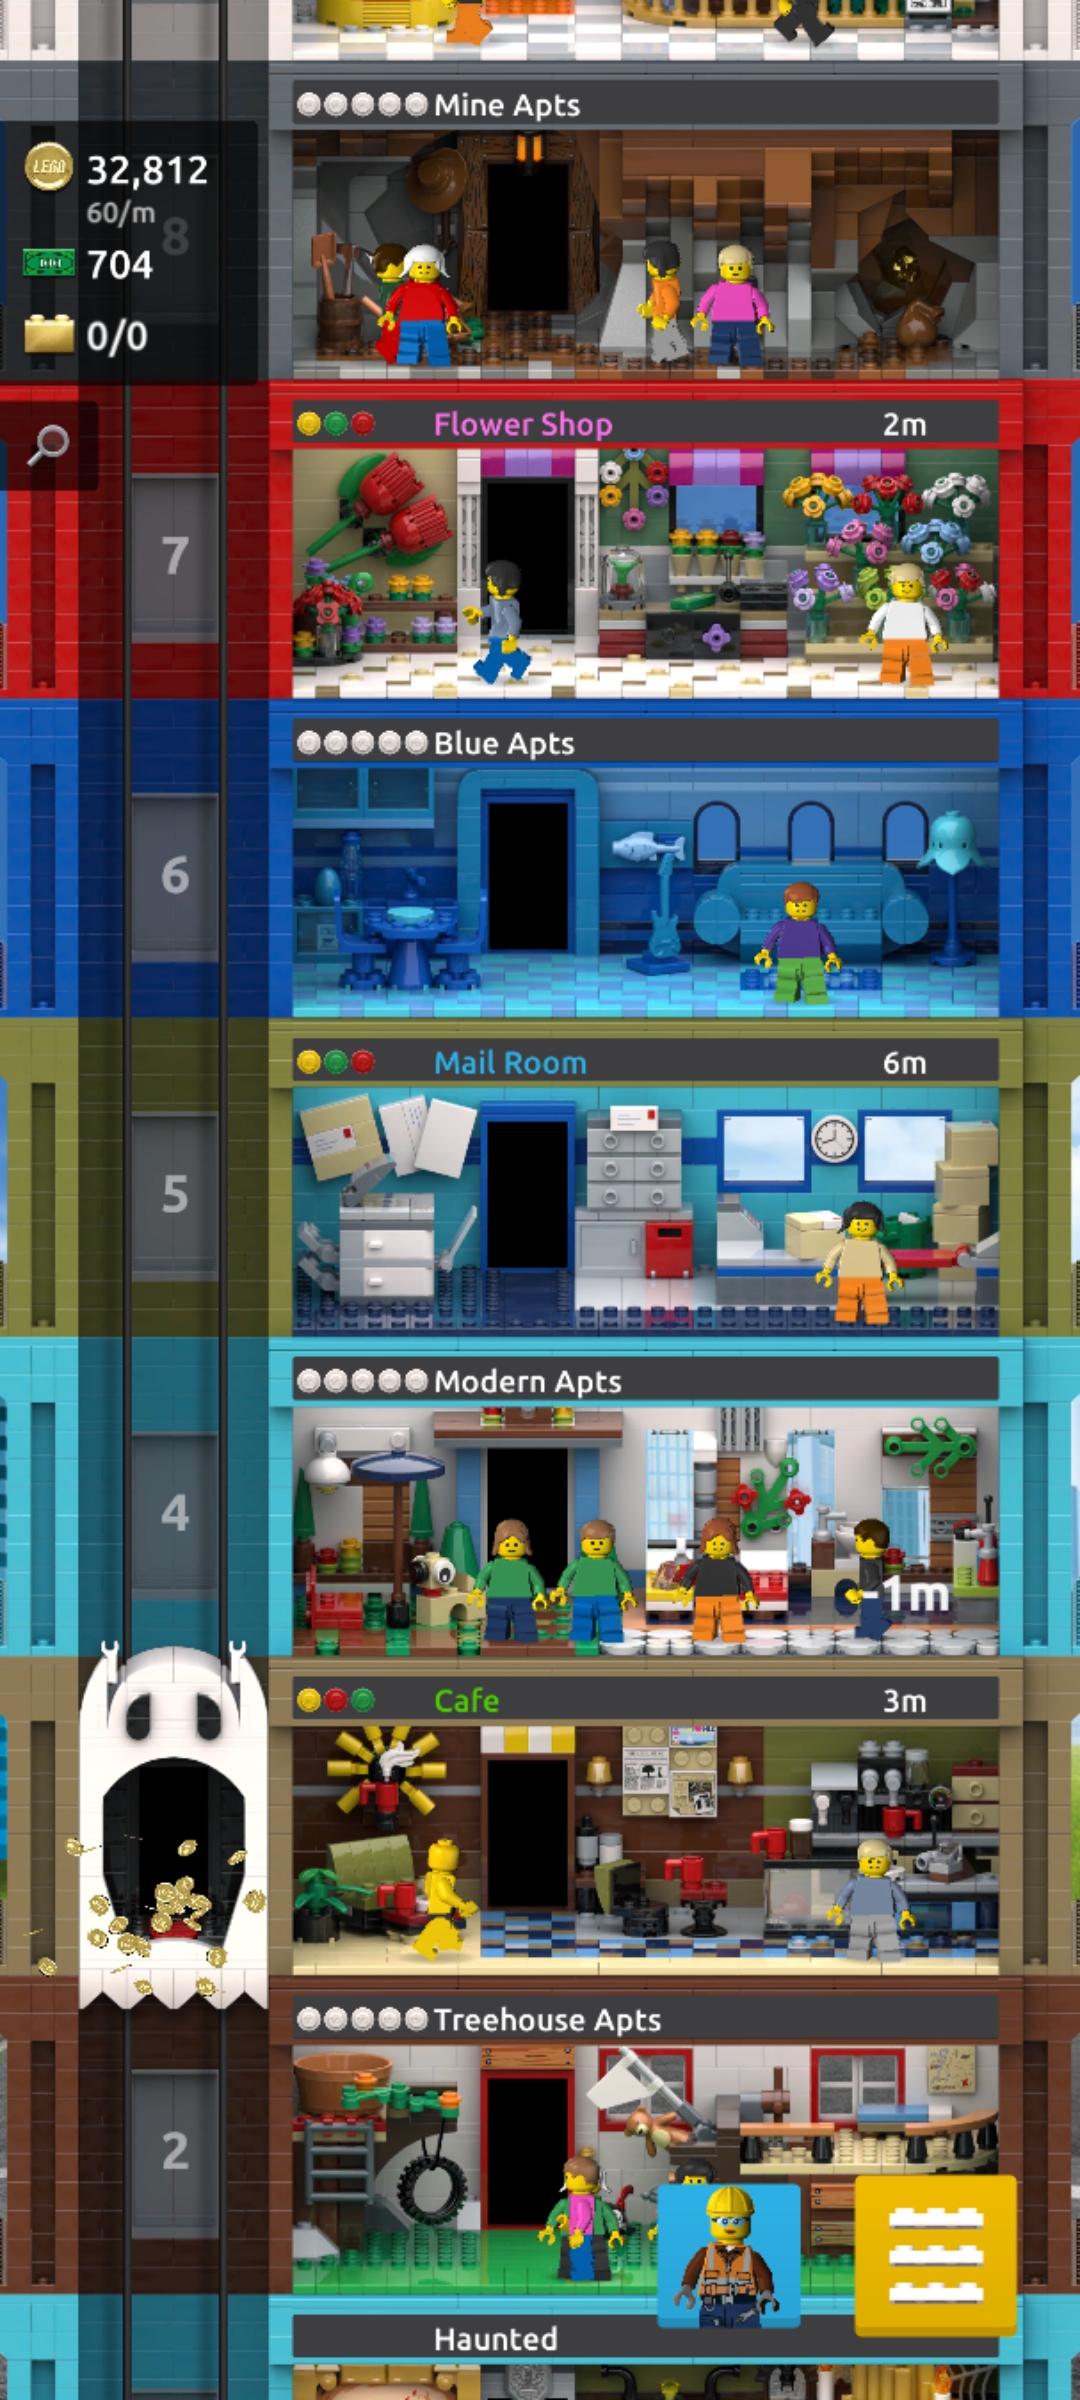 Mine Apts
LEGO
32,812
60/m
8
704
0/0
Flower Shop
2m
7
Blue Apts
6
Mail Room
6m
5
Modern Apts
4
1m
Cafe
3m
Treehouse Apts
2
Haunted